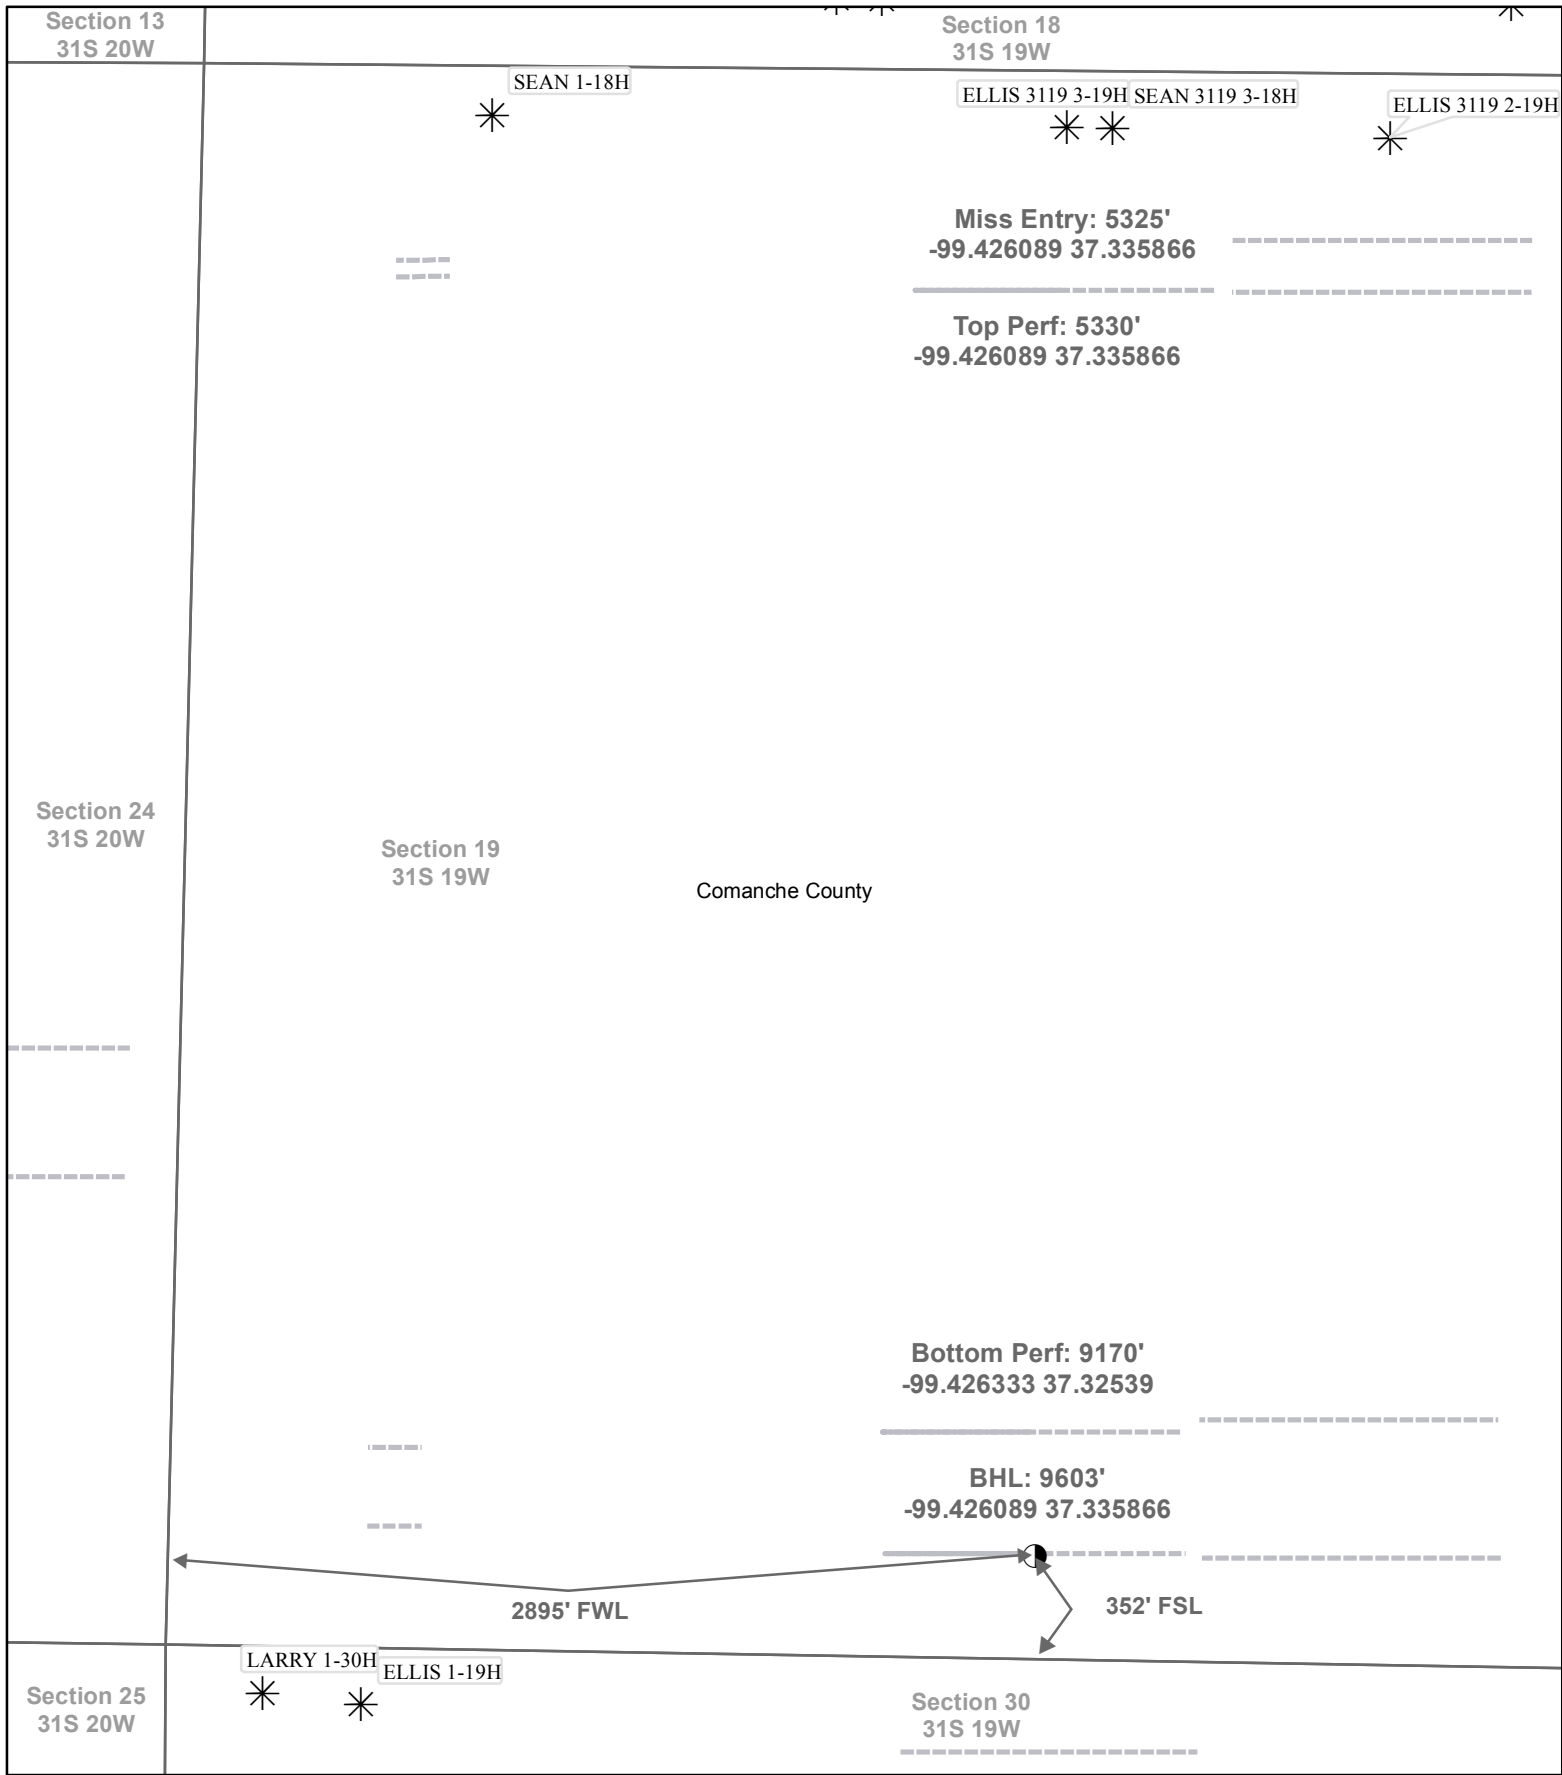 Section 13
31S 20W
Section 18
31S 19W
SEAN 1-18H
ELLIS 3119 3-19H
SEAN 3119 3-18H
ELLIS 3119 2-19H
Miss Entry: 5325'
-99.426089 37.335866
Top Perf: 5330'
-99.426089 37.335866
Section 24
31S 20W
Section 19
31S 19W
Comanche County
Bottom Perf: 9170'
-99.426333 37.32539
BHL: 9603'
-99.426089 37.335866
2895' FWL
352' FSL
LARRY 1-30H
ELLIS 1-19H
Section 25
31S 20W
Section 30
31S 19W